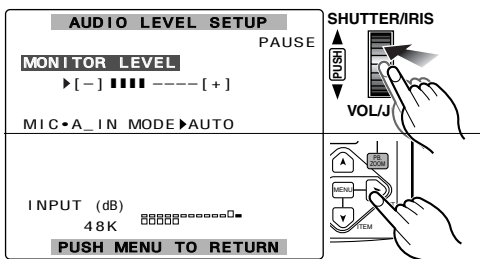 AUDIO LEVEL SETUP
PAUSE
MONITOR LEVEL
[–] – – – – [+]
MIC•A_IN MODE▶AUTO
INPUT (dB)
48K
PUSH MENU TO RETURN
SHUTTER/IRIS
PUSH
VOL/J
PB.
ZOOM
MENU
ITEM